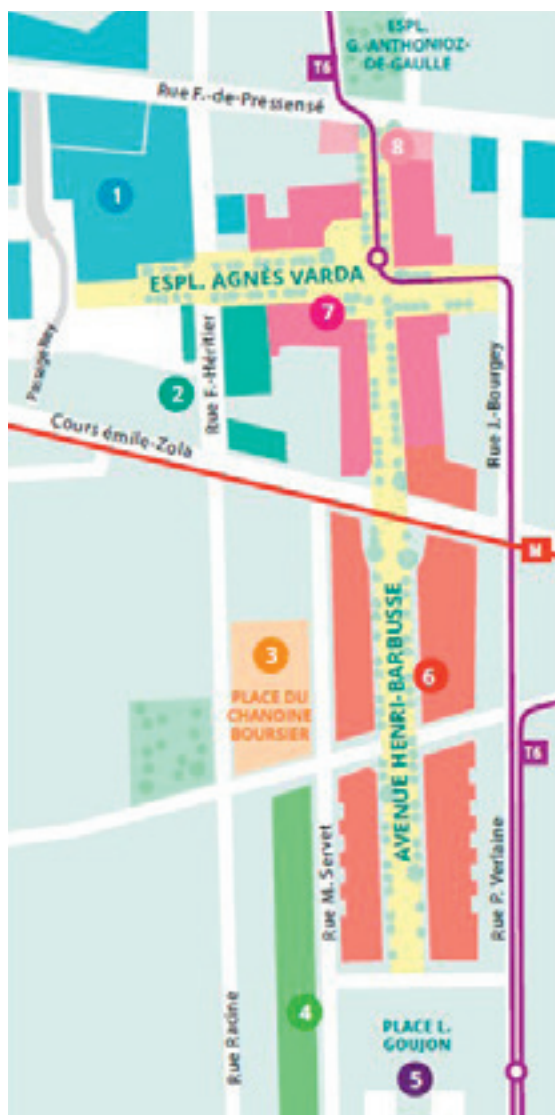 ESPL.
G.-ANTHONIOZ-
DE-GAULLE
T6
Rue F.-de-Pressensé
8
1
ESPL. AGNÈS VARDA
7
Passage Rey
Rue F.-Héritier
2
Rue J.-Bourgey
Cours émile-Zola
M
3
PLACE DU
CHANOINE
BOURSIER
AVENUE HENRI-BARBUSSE
6
T6
Rue M. Servet
Rue P. Verlaine
Rue Racine
4
PLACE L.
GOUJON
5